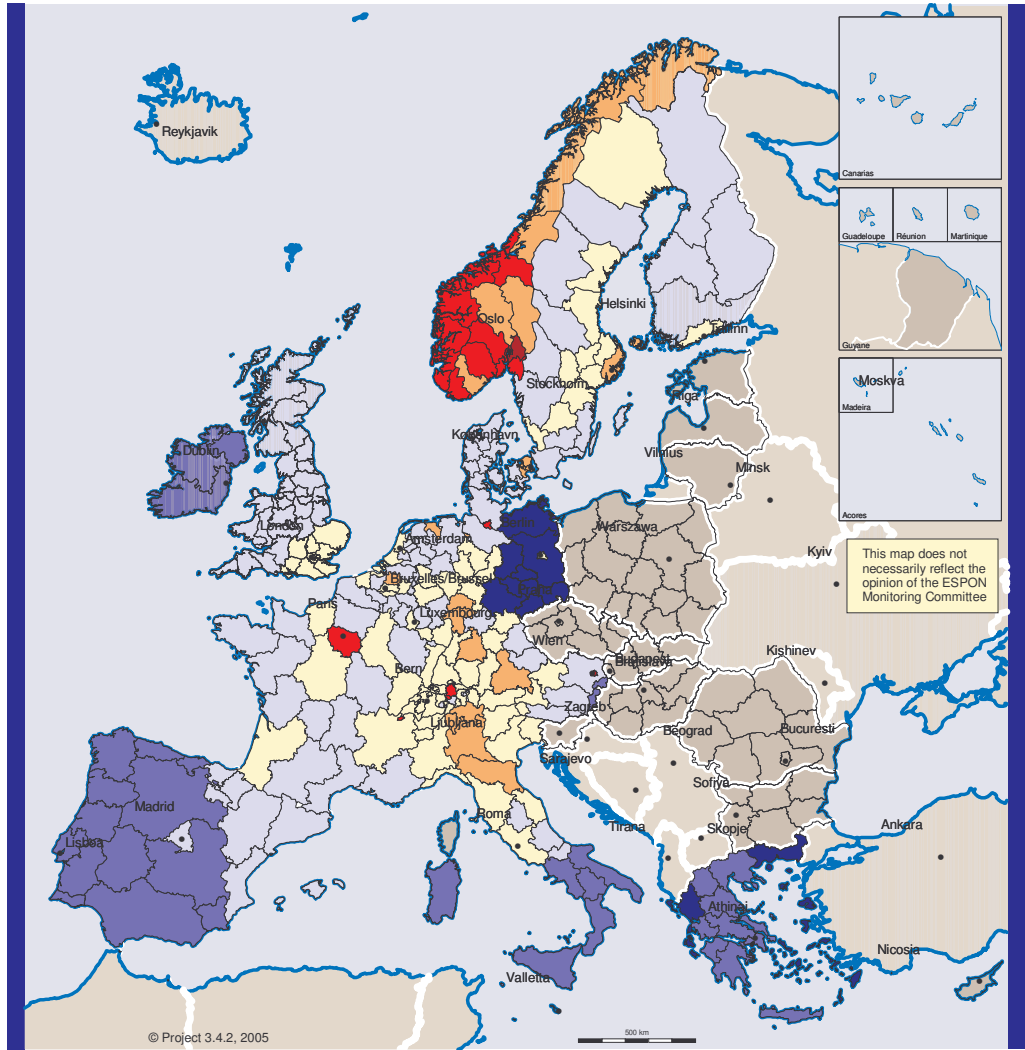 Reykjavik
Canarias
Guadeloupe
Réunion
Martinique
Guyane
Moskva
Madeira
Acores
Oslo
Helsinki
Tallinn
Stockholm
Riga
København
Vilnius
Minsk
Dublin
London
Amsterdam
Berlin
Warszawa
Kyiv
This map does not
necessarily reflect the
opinion of the ESPON
Monitoring Committee
Bruxelles/Brussel
Paris
Luxembourg
Wien
Kishinev
Bern
Budapest
Bratislava
Zagreb
Ljubljana
Beograd
Bucuresti
Sarajevo
Sofiya
Madrid
Roma
Tirana
Skopje
Ankara
Lisboa
Athinai
Nicosia
Valletta
© Project 3.4.2, 2005
500 km